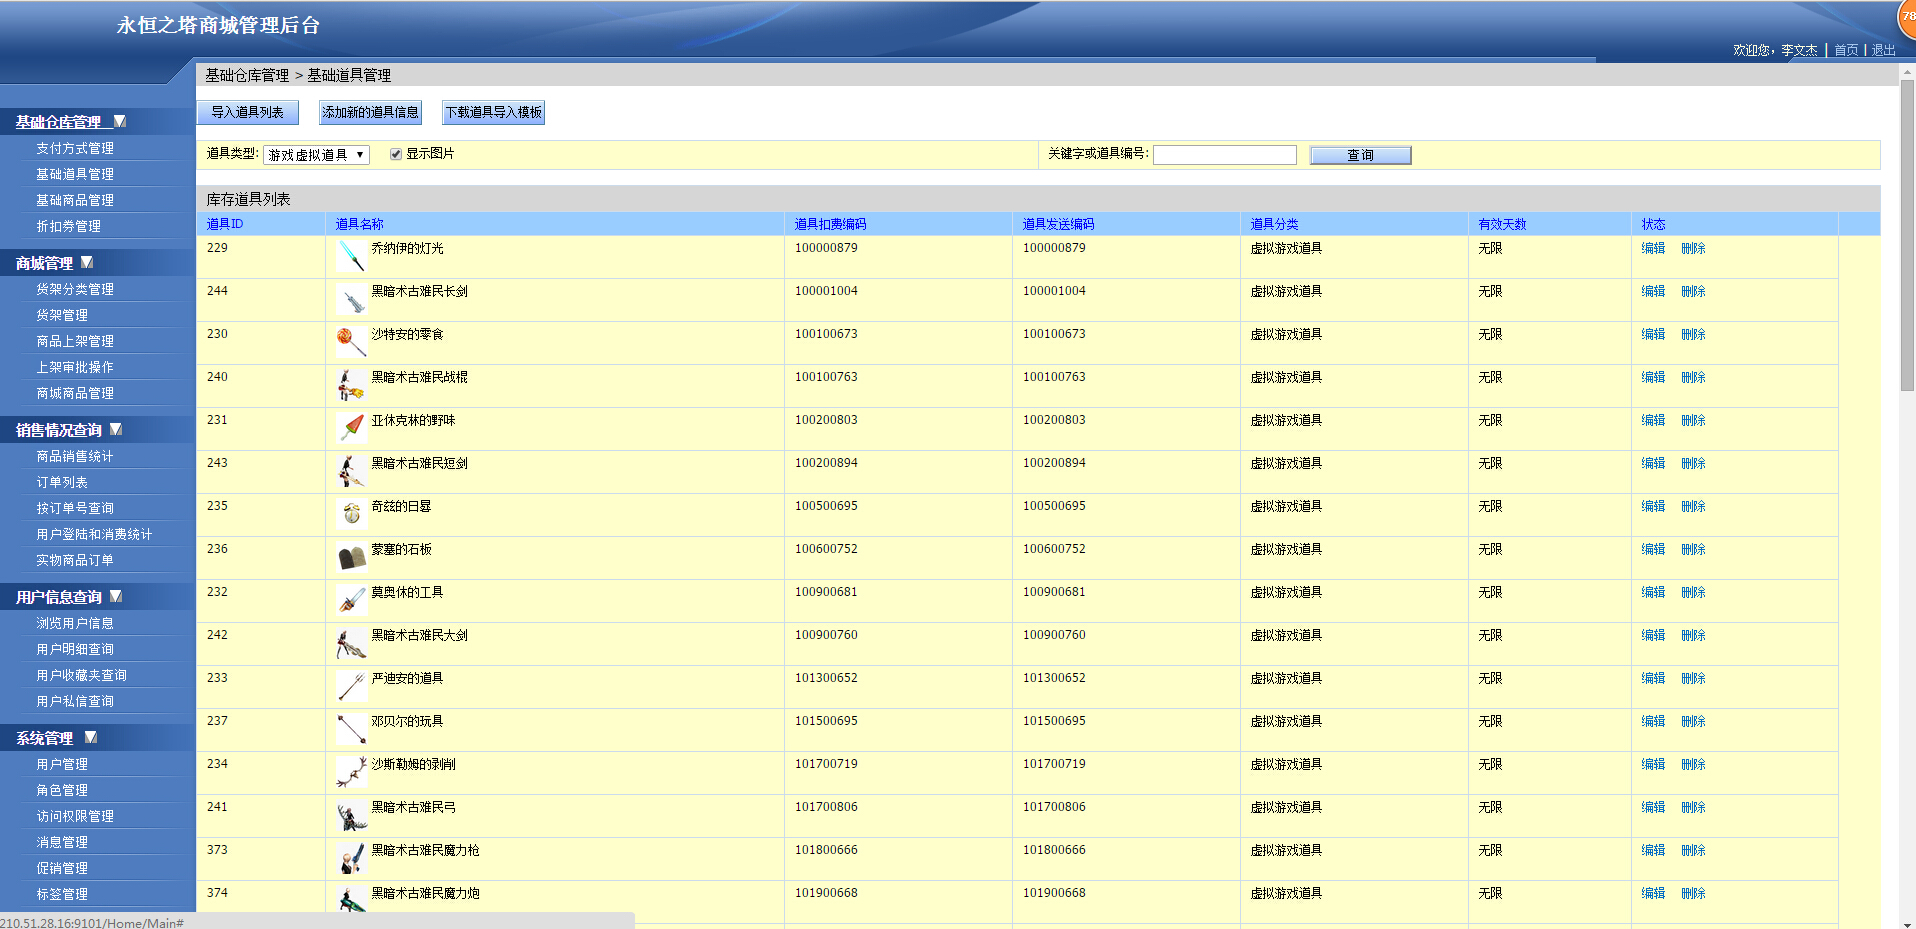 永恒之塔商城管理后台
78
欢迎您，李文杰 | 首页 | 退出
基础仓库管理 > 基础道具管理
导入道具列表 添加新的道具信息 下载道具导入模板
道具类型: 游戏虚拟道具 显示图片 关键字或道具编号: 查询
库存道具列表
道具ID 道具名称 道具扣费编码 道具发送编码 道具分类 有效天数 状态
229 乔纳伊的灯光 100000879 100000879 虚拟游戏道具 无限 编辑 删除
244 黑暗术古难民长剑 100001004 100001004 虚拟游戏道具 无限 编辑 删除
230 沙特安的零食 100100673 100100673 虚拟游戏道具 无限 编辑 删除
240 黑暗术古难民战棍 100100763 100100763 虚拟游戏道具 无限 编辑 删除
231 亚休克林的野味 100200803 100200803 虚拟游戏道具 无限 编辑 删除
243 黑暗术古难民短剑 100200894 100200894 虚拟游戏道具 无限 编辑 删除
235 奇兹的日晷 100500695 100500695 虚拟游戏道具 无限 编辑 删除
236 蒙塞的石板 100600752 100600752 虚拟游戏道具 无限 编辑 删除
232 莫奥休的工具 100900681 100900681 虚拟游戏道具 无限 编辑 删除
242 黑暗术古难民大剑 100900760 100900760 虚拟游戏道具 无限 编辑 删除
233 严迪安的道具 101300652 101300652 虚拟游戏道具 无限 编辑 删除
237 邓贝尔的玩具 101500695 101500695 虚拟游戏道具 无限 编辑 删除
234 沙斯勒姆的剥削 101700719 101700719 虚拟游戏道具 无限 编辑 删除
241 黑暗术古难民弓 101700806 101700806 虚拟游戏道具 无限 编辑 删除
373 黑暗术古难民魔力枪 101800666 101800666 虚拟游戏道具 无限 编辑 删除
374 黑暗术古难民魔力炮 101900668 101900668 虚拟游戏道具 无限 编辑 删除
基础仓库管理
支付方式管理
基础道具管理
基础商品管理
折扣券管理
商城管理
货架分类管理
货架管理
商品上架管理
上架审批操作
商城商品管理
销售情况查询
商品销售统计
订单列表
按订单号查询
用户登陆和消费统计
实物商品订单
用户信息查询
浏览用户信息
用户明细查询
用户收藏夹查询
用户私信查询
系统管理
用户管理
角色管理
访问权限管理
消息管理
促销管理
标签管理
210.51.28.16:9101/Home/Main#